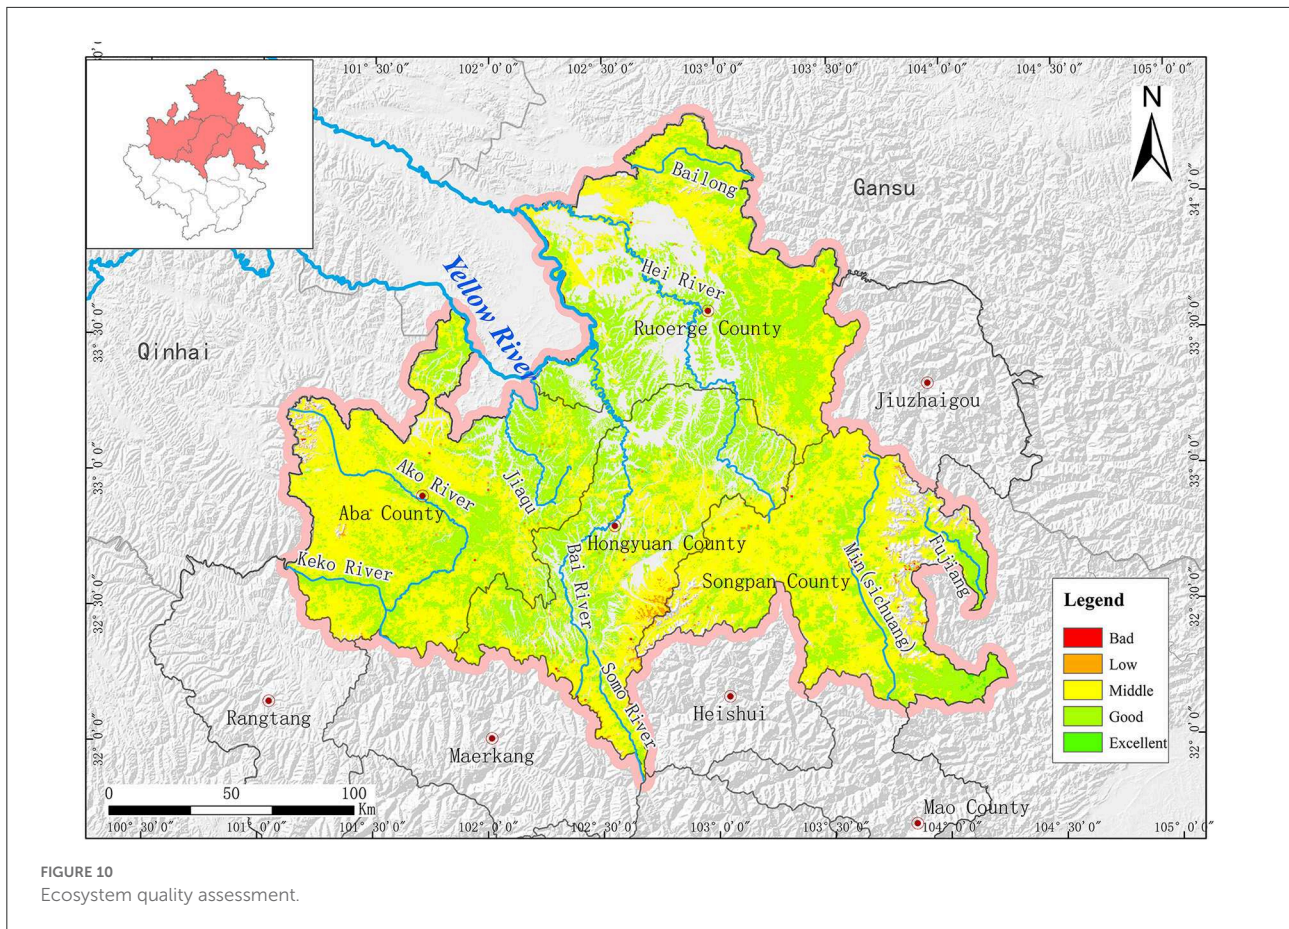 101° 30′ 0″
102° 0′ 0″
102° 30′ 0″
103° 0′ 0″
103° 30′ 0″
104° 0′ 0″
104° 30′ 0″
105° 0′ 0″
N
Bailong
Gansu
34° 0′ 0″
Hei River
Yellow River
Ruoerge County
33° 30′ 0″
33° 30′ 0″
Qinhai
Jiuzhaigou
33° 0′ 0″
33° 0′ 0″
Ako River
Jiaqu
Aba County
Hongyuan County
Keko River
Bai River
Songpan County
Min(sichuang)
Fujiang
32° 30′ 0″
32° 30′ 0″
Legend
Bad
Low
Middle
Good
Excellent
Somo River
Rangtang
Heishui
Maerkang
32° 0′ 0″
32° 0′ 0″
0
50
100
Km
Mao County
100° 30′ 0″
101° 0′ 0″
101° 30′ 0″
102° 0′ 0″
102° 30′ 0″
103° 0′ 0″
103° 30′ 0″
104° 0′ 0″
104° 30′ 0″
105° 0′ 0″
FIGURE 10
Ecosystem quality assessment.